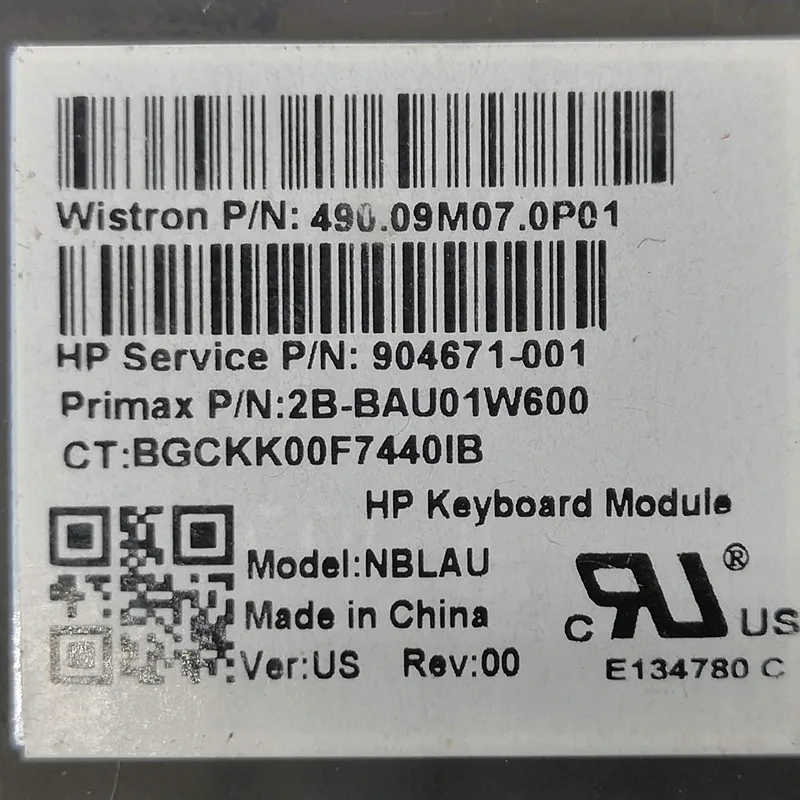 Wistron P/N: 490.09M07.0P01
HP Service P/N: 904671-001
Primax P/N:2B-BAU01W600
CT:BGCKK00F7440IB
HP Keyboard Module
Model:NBLAU
Made in China
Ver:US Rev:00
C RU ® US
E134780 C